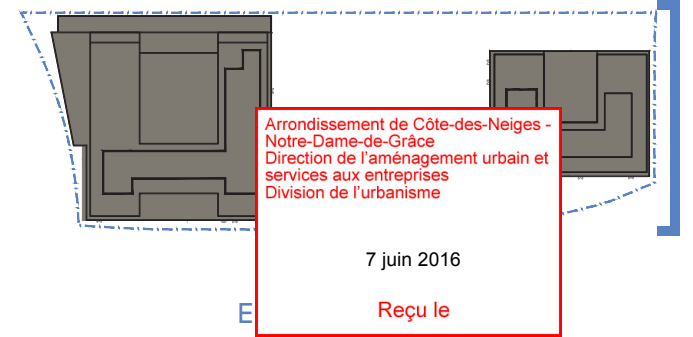 Arrondissement de Côte-des-Neiges -
Notre-Dame-de-Grâce
Direction de l'aménagement urbain et
services aux entreprises
Division de l'urbanisme
7 juin 2016
E
Reçu le